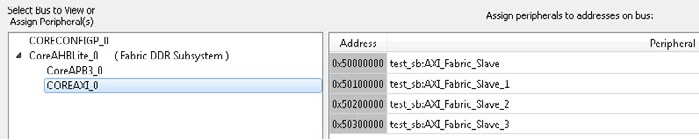 Select Bus to View or
Assign Peripheral(s)
Assign peripherals to addresses on bus:
CORECONFIGP_0
CoreAHBLite_0 ( Fabric DDR Subsystem )
CoreAPB3_0
COREAXI_0
Address Peripheral
0x50000000 test_sb:AXI_Fabric_Slave
0x50100000 test_sb:AXI_Fabric_Slave_1
0x50200000 test_sb:AXI_Fabric_Slave_2
0x50300000 test_sb:AXI_Fabric_Slave_3